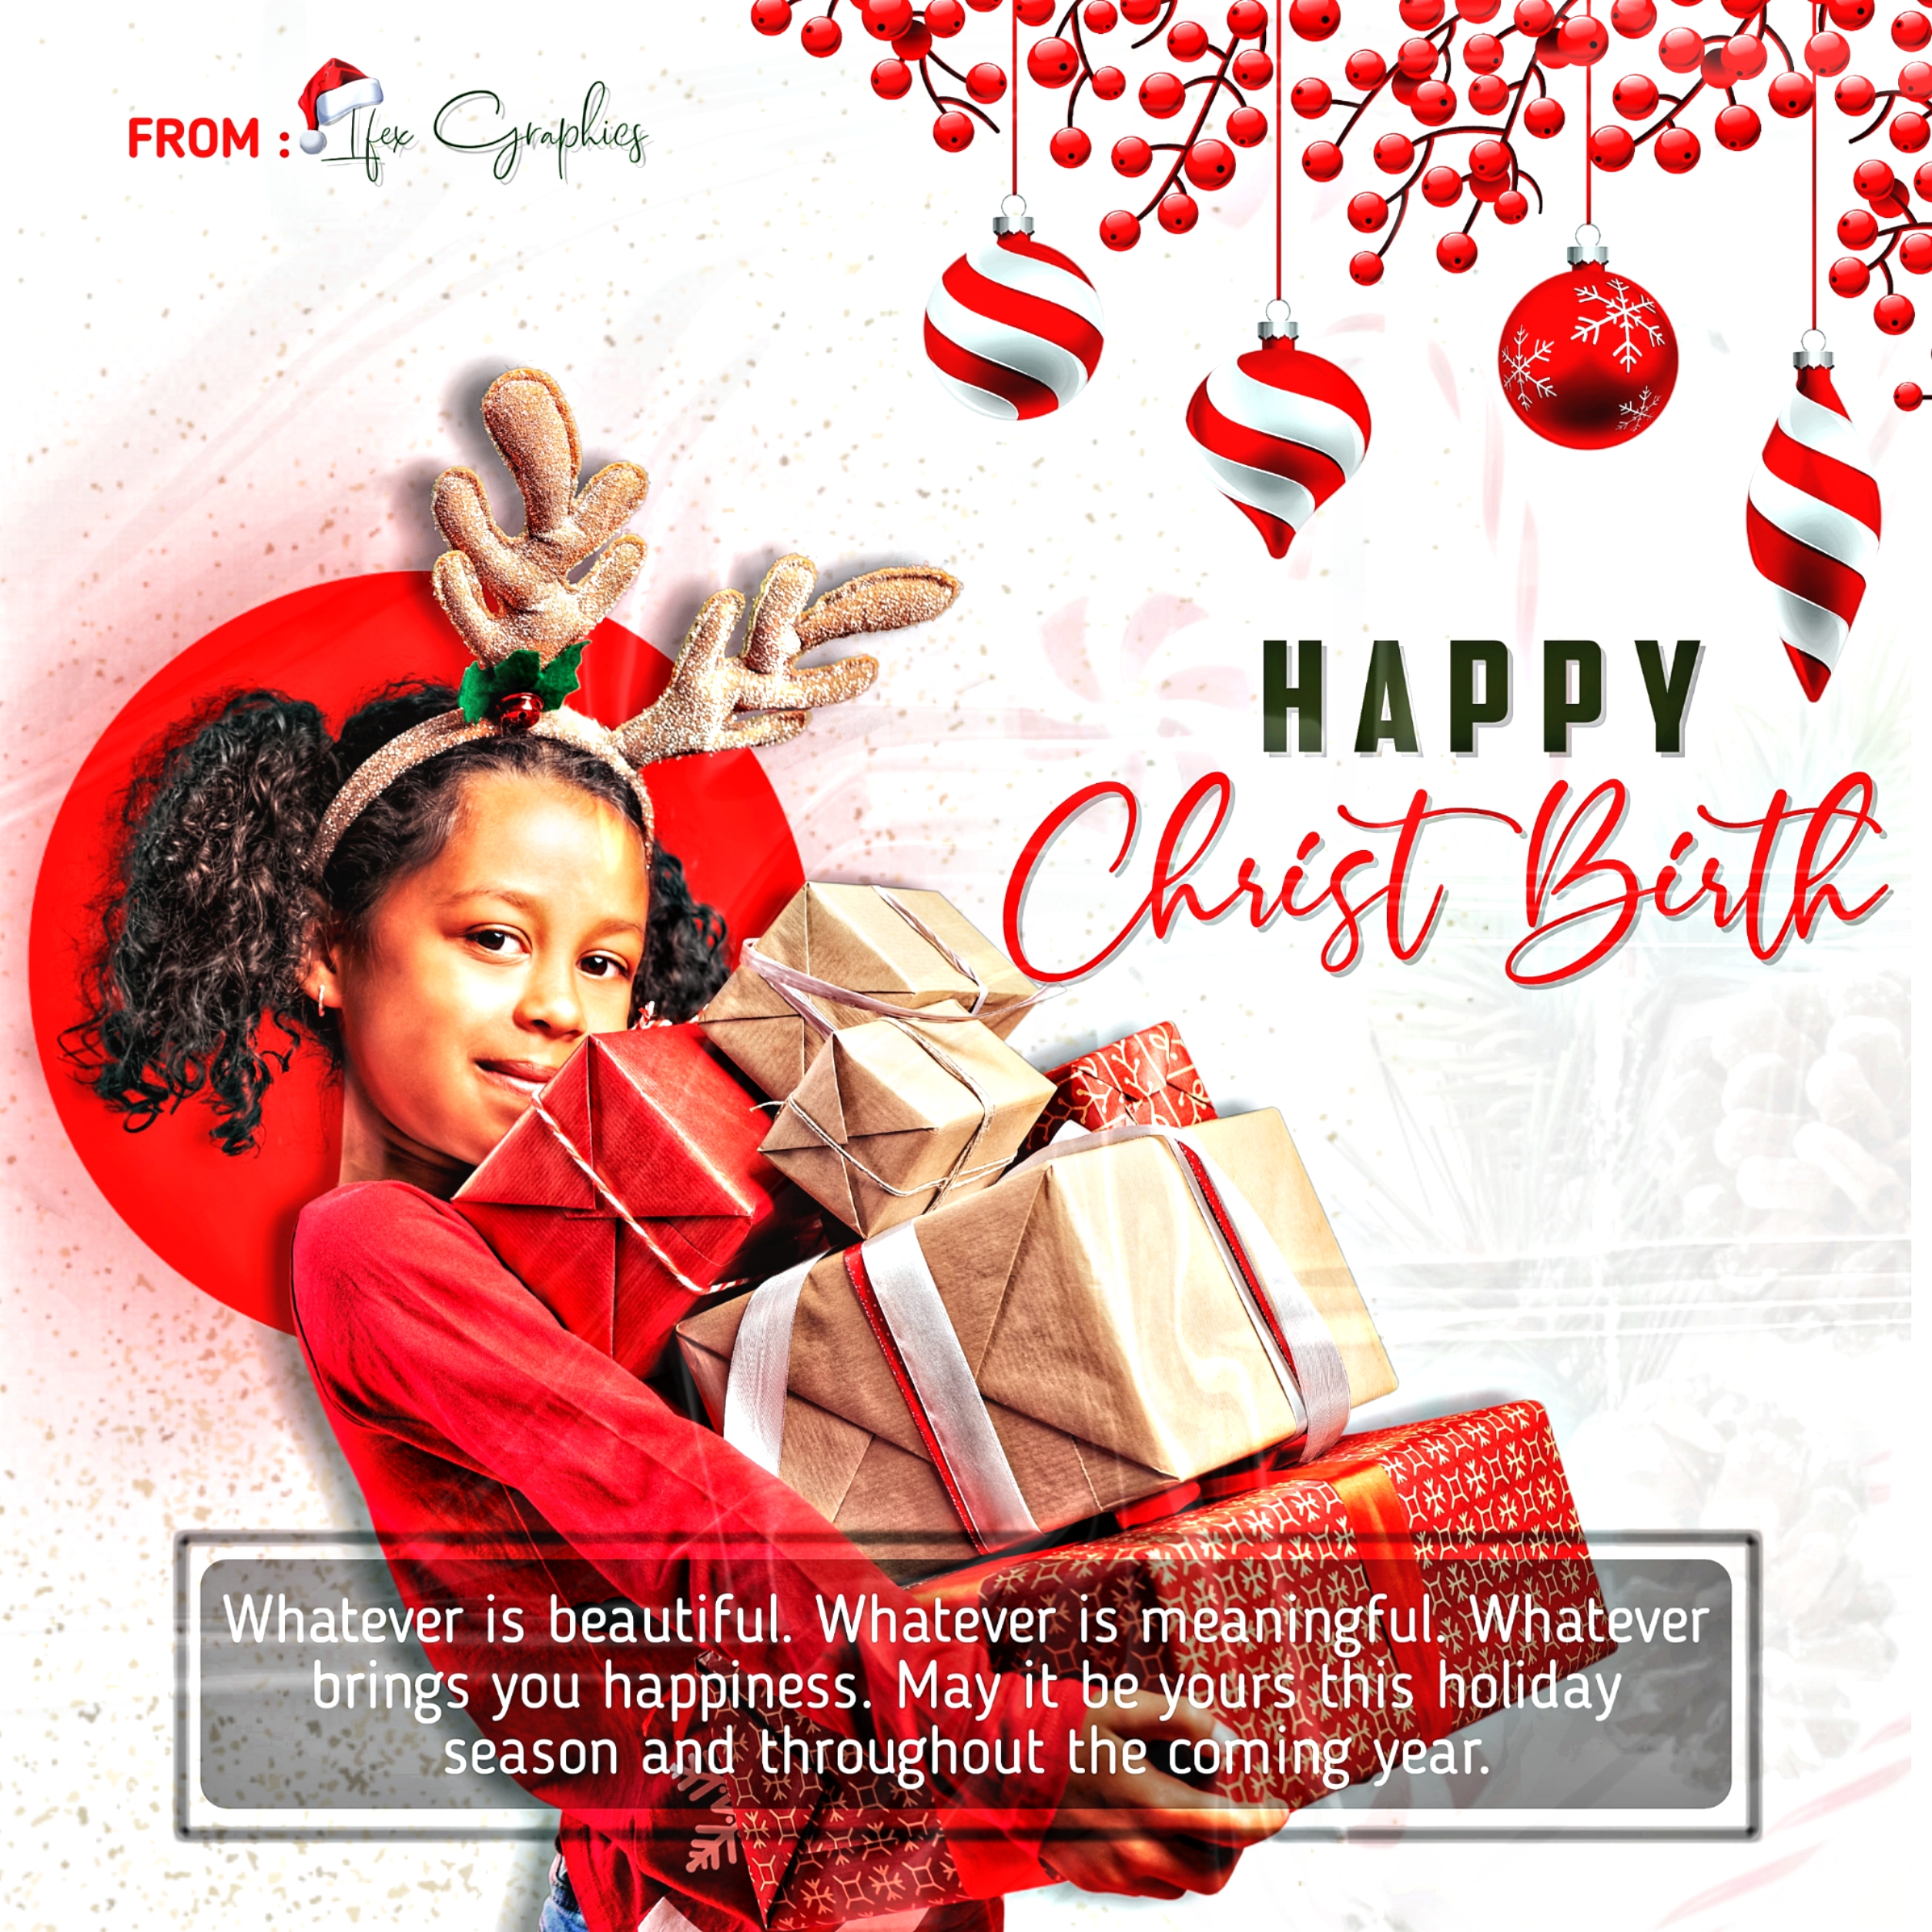 FROM : Ifex Graphics
HAPPY
Christ Birth
Whatever is beautiful. Whatever is meaningful. Whatever
brings you happiness. May it be yours this holiday
season and throughout the coming year.